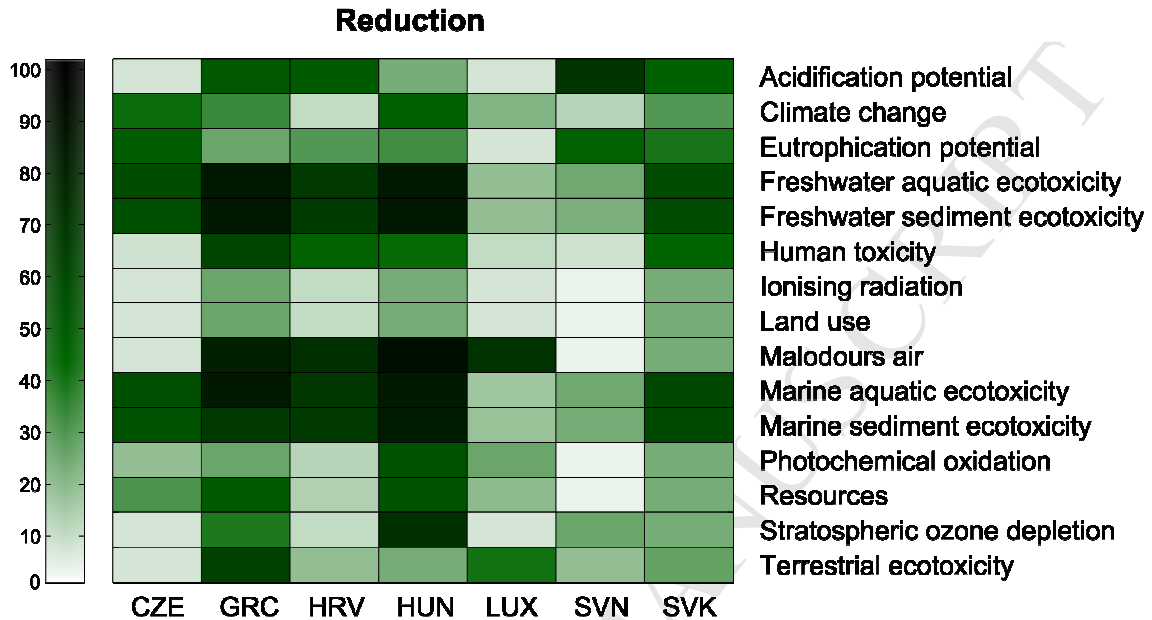 Reduction
100
90
80
70
60
50
40
30
20
10
0
Acidification potential
Climate change
Eutrophication potential
Freshwater aquatic ecotoxicity
Freshwater sediment ecotoxicity
Human toxicity
Ionising radiation
Land use
Malodours air
Marine aquatic ecotoxicity
Marine sediment ecotoxicity
Photochemical oxidation
Resources
Stratospheric ozone depletion
Terrestrial ecotoxicity
CZE GRC HRV HUN LUX SVN SVK
ANUSCRIPT